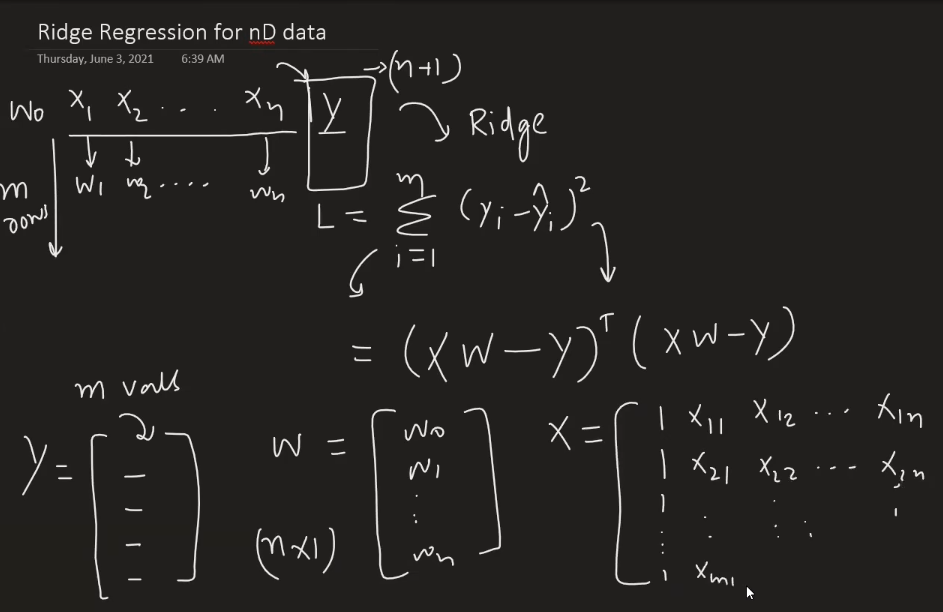 Ridge Regression for nD data
Thursday, June 3, 2021 6:39 AM
→(n+1)
W0 X1 X2 .... Xn Y
Ridge
W1 w2 .... Wn
m rows
L = Σ_{i=1}^{m} (yi - ŷi)²
= (XW - Y)ᵀ (XW - Y)
m valls
Y = [ – – – – ]
W = [ W0 W1 ⋮ Wn ]
(n×1)
X = [ 1 X11 X12 ... X1n
1 X21 X22 ... X2n
1 ⋮ ⋮ ⋮
⋮
1 Xm1